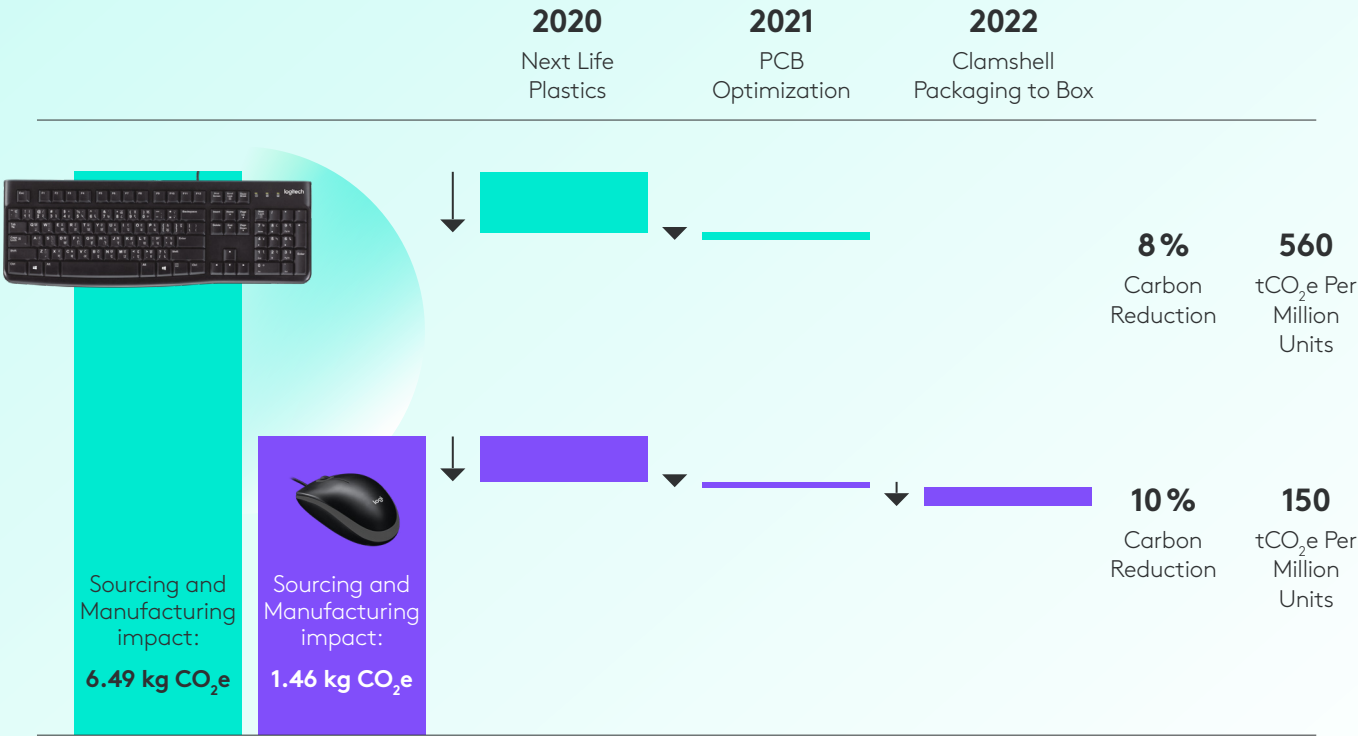 2020
Next Life
Plastics
2021
PCB
Optimization
2022
Clamshell
Packaging to Box
logitech
8%
Carbon
Reduction
560
tCO₂e Per
Million
Units
logi
10%
Carbon
Reduction
150
tCO₂e Per
Million
Units
Sourcing and
Manufacturing
impact:
6.49 kg CO₂e
Sourcing and
Manufacturing
impact:
1.46 kg CO₂e